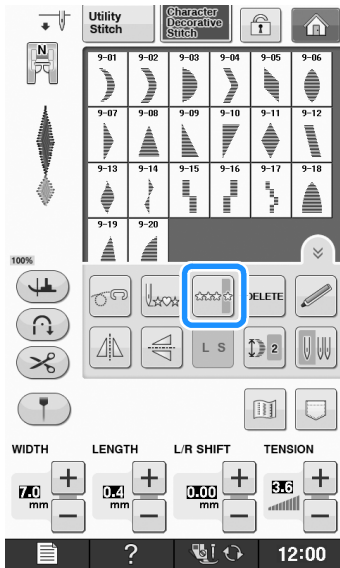 Utility
Stitch
Character
Decorative
Stitch
N
9-01 9-02 9-03 9-04 9-05 9-06
9-07 9-08 9-09 9-10 9-11 9-12
9-13 9-14 9-15 9-16 9-17 9-18
9-19 9-20
100%
DELETE
L S
2
WIDTH LENGTH L/R SHIFT TENSION
7.0 mm + − 0.4 mm + − 0.00 mm + − 3.6 + −
? 12:00